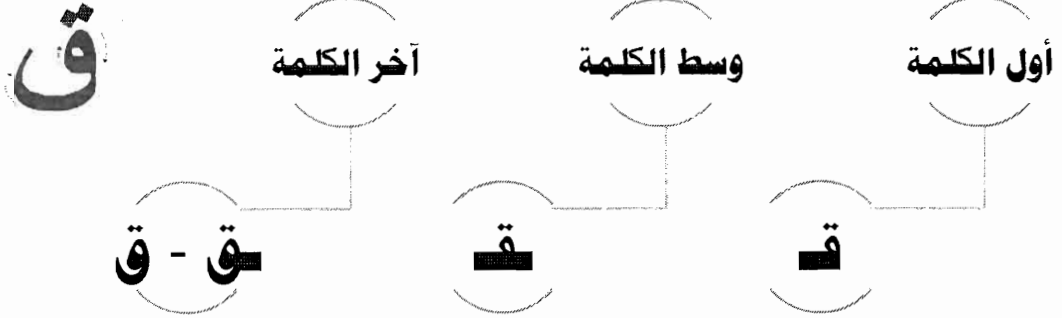 ق
أول الكلمة وسط الكلمة آخر الكلمة
قـ ـقـ ـق - ق